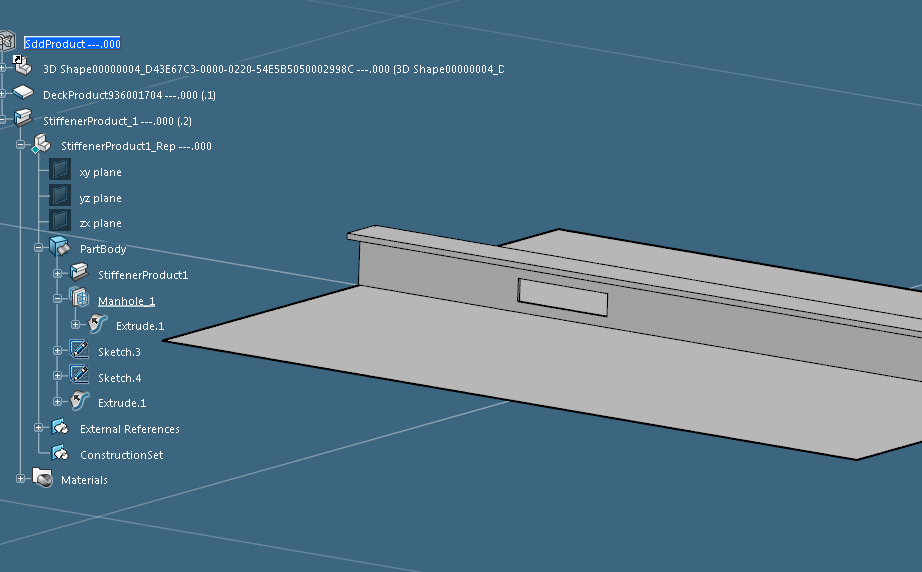 SddProduct ---.000
3D Shape00000004_D43E67C3-0000-0220-54E5B5050002998C ---.000 (3D Shape00000004_D
DeckProduct936001704 ---.000 (.1)
StiffenerProduct_1 ---.000 (.2)
StiffenerProduct1_Rep ---.000
xy plane
yz plane
zx plane
PartBody
StiffenerProduct1
Manhole_1
Extrude.1
Sketch.3
Sketch.4
Extrude.1
External References
ConstructionSet
Materials